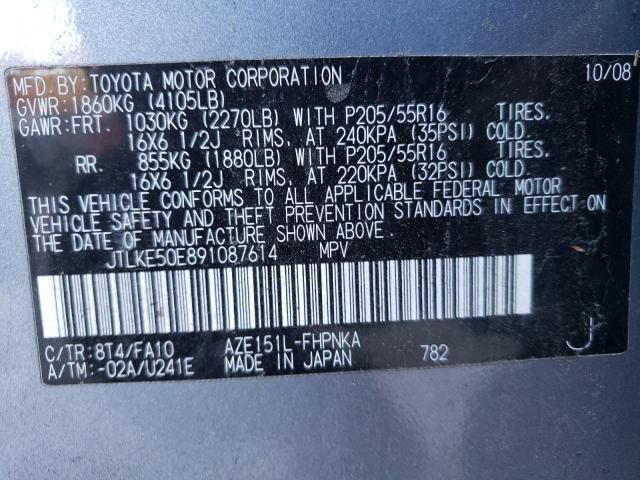 MFD.BY:TOYOTA MOTOR CORPORATION 10/08
GVWR:1860KG (4105LB)
GAWR:FRT. 1030KG (2270LB) WITH P205/55R16 TIRES.
16X6 1/2J RIMS, AT 240KPA (35PSI) COLD.
RR. 855KG (1880LB) WITH P205/55R16 TIRES.
16X6 1/2J RIMS, AT 220KPA (32PSI) COLD.
THIS VEHICLE CONFORMS TO ALL APPLICABLE FEDERAL MOTOR
VEHICLE SAFETY AND THEFT PREVENTION STANDARDS IN EFFECT ON
THE DATE OF MANUFACTURE SHOWN ABOVE.
JTLKE50E891087614 MPV
C/TR:8T4/FA10 AZE151L-FHPNKA
A/TM:-02A/U241E MADE IN JAPAN 782